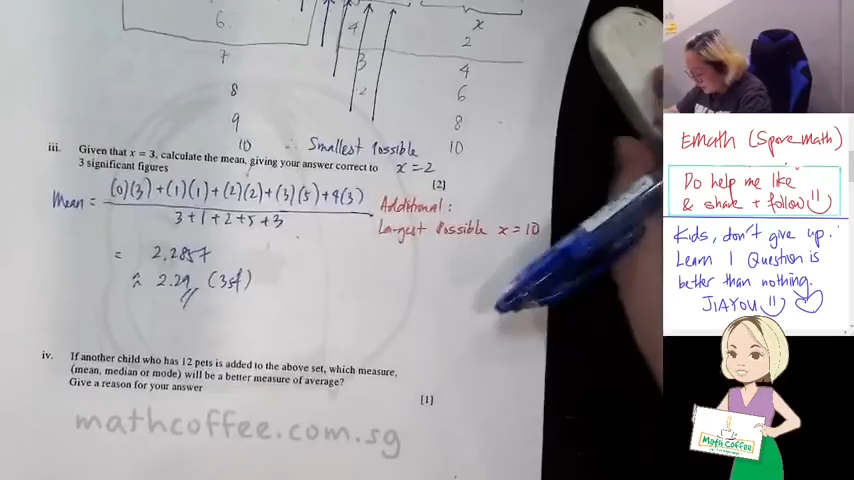 6.
7
8
9
10
4
3
2
x
2
4
6
8
10
∴ Smallest Possible
x = 2
iii. Given that x = 3, calculate the mean, giving your answer correct to
3 significant figures
[2]
Mean = (0)(3) + (1)(1) + (2)(2) + (3)(5) + 4(3)
3 + 1 + 2 + 5 + 3
= 2.2857
≈ 2.29 (3sf)
Additional:
Largest Possible x = 10
iv. If another child who has 12 pets is added to the above set, which measure,
(mean, median or mode) will be a better measure of average?
Give a reason for your answer
[1]
mathcoffee.com.sg
Emath (Spore math)
Do help me like
& share + follow
Kids, don't give up.
Learn 1 Question is
better than nothing.
JIAYOU
Math Coffee